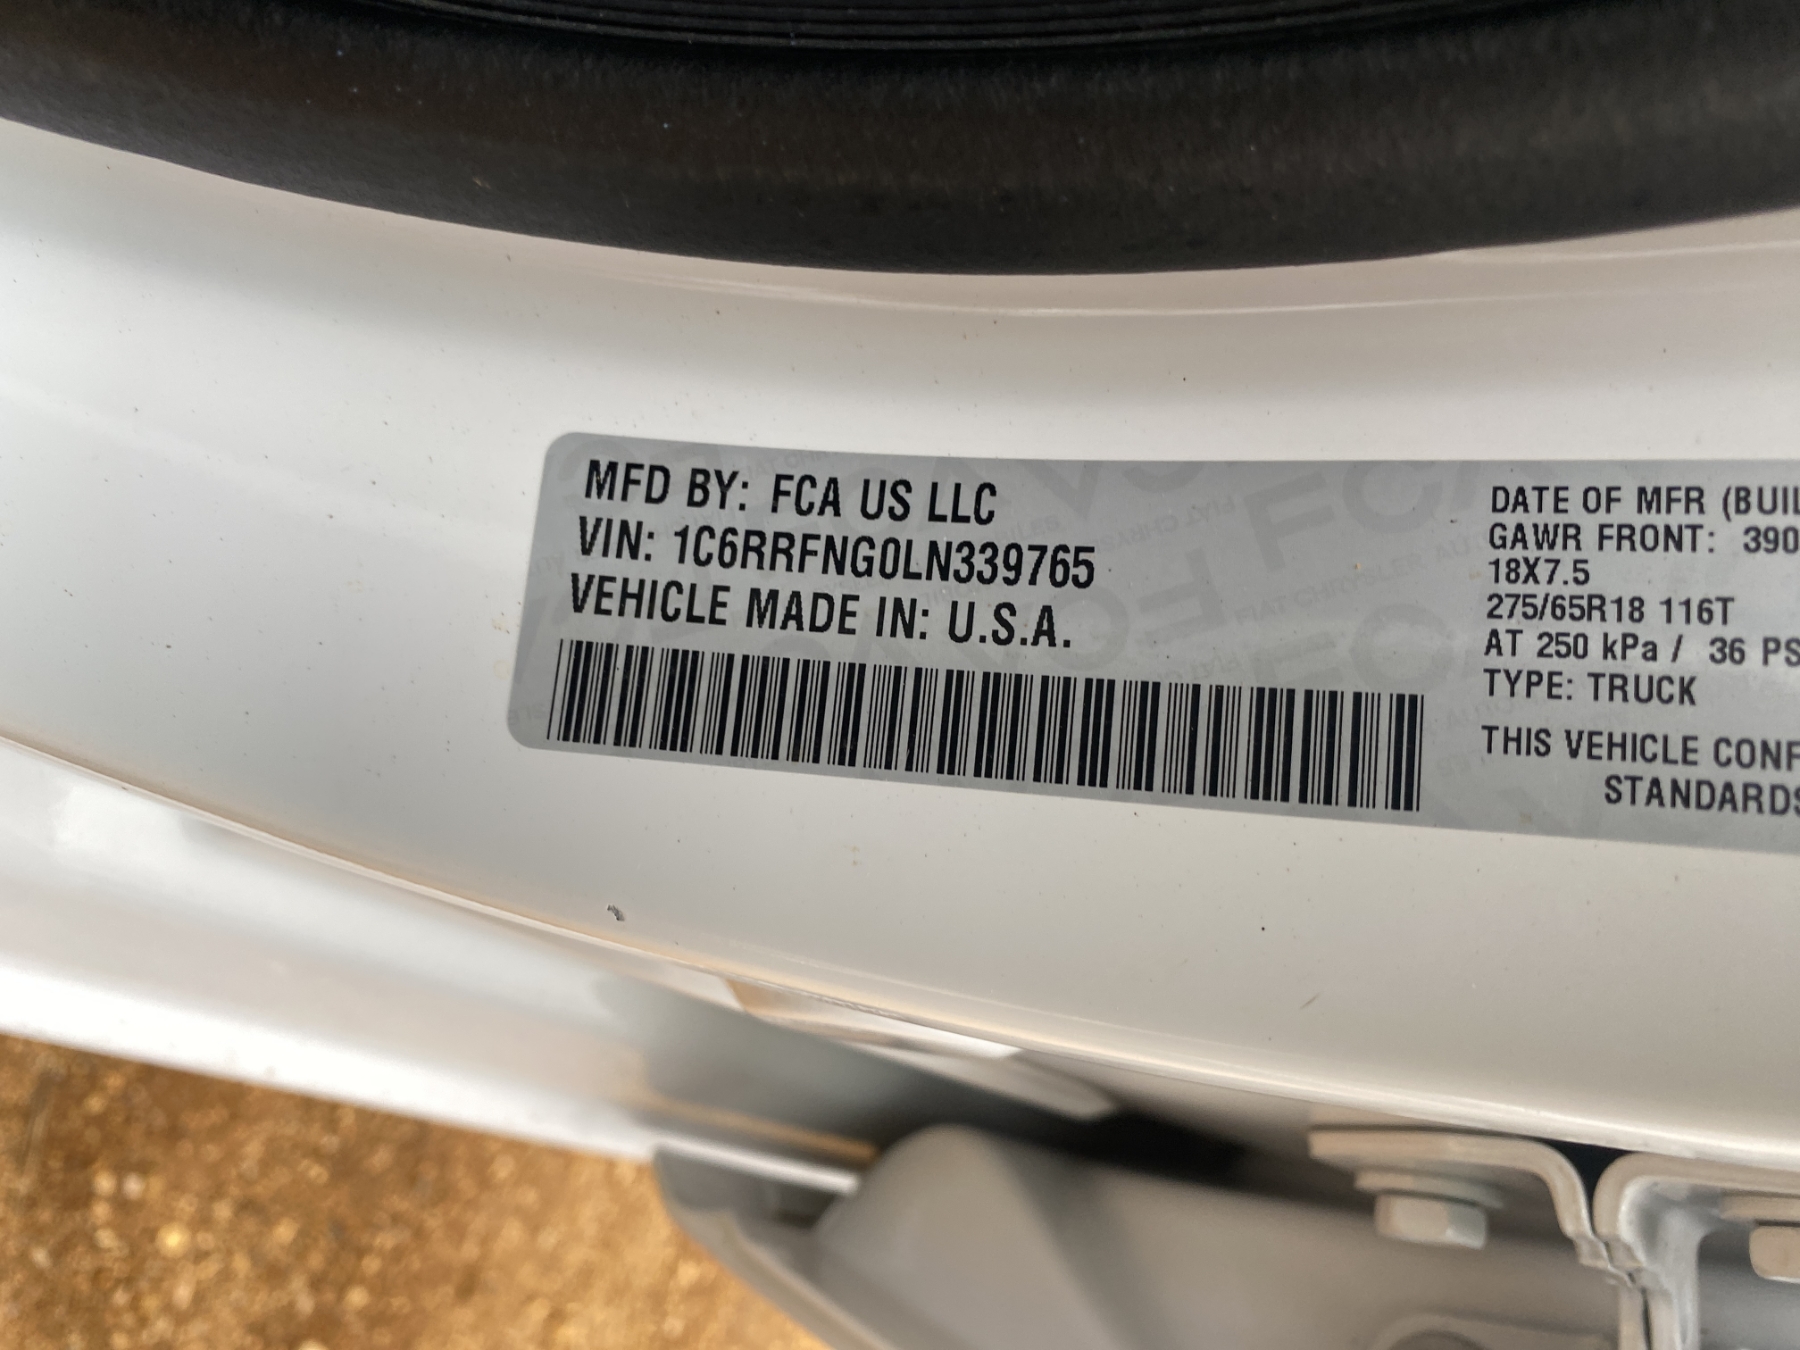 MFD BY: FCA US LLC
VIN: 1C6RRFNG0LN339765
VEHICLE MADE IN: U.S.A.
DATE OF MFR (BUIL
GAWR FRONT: 390
18X7.5
275/65R18 116T
AT 250 kPa / 36 PS
TYPE: TRUCK
THIS VEHICLE CONF
STANDARDS